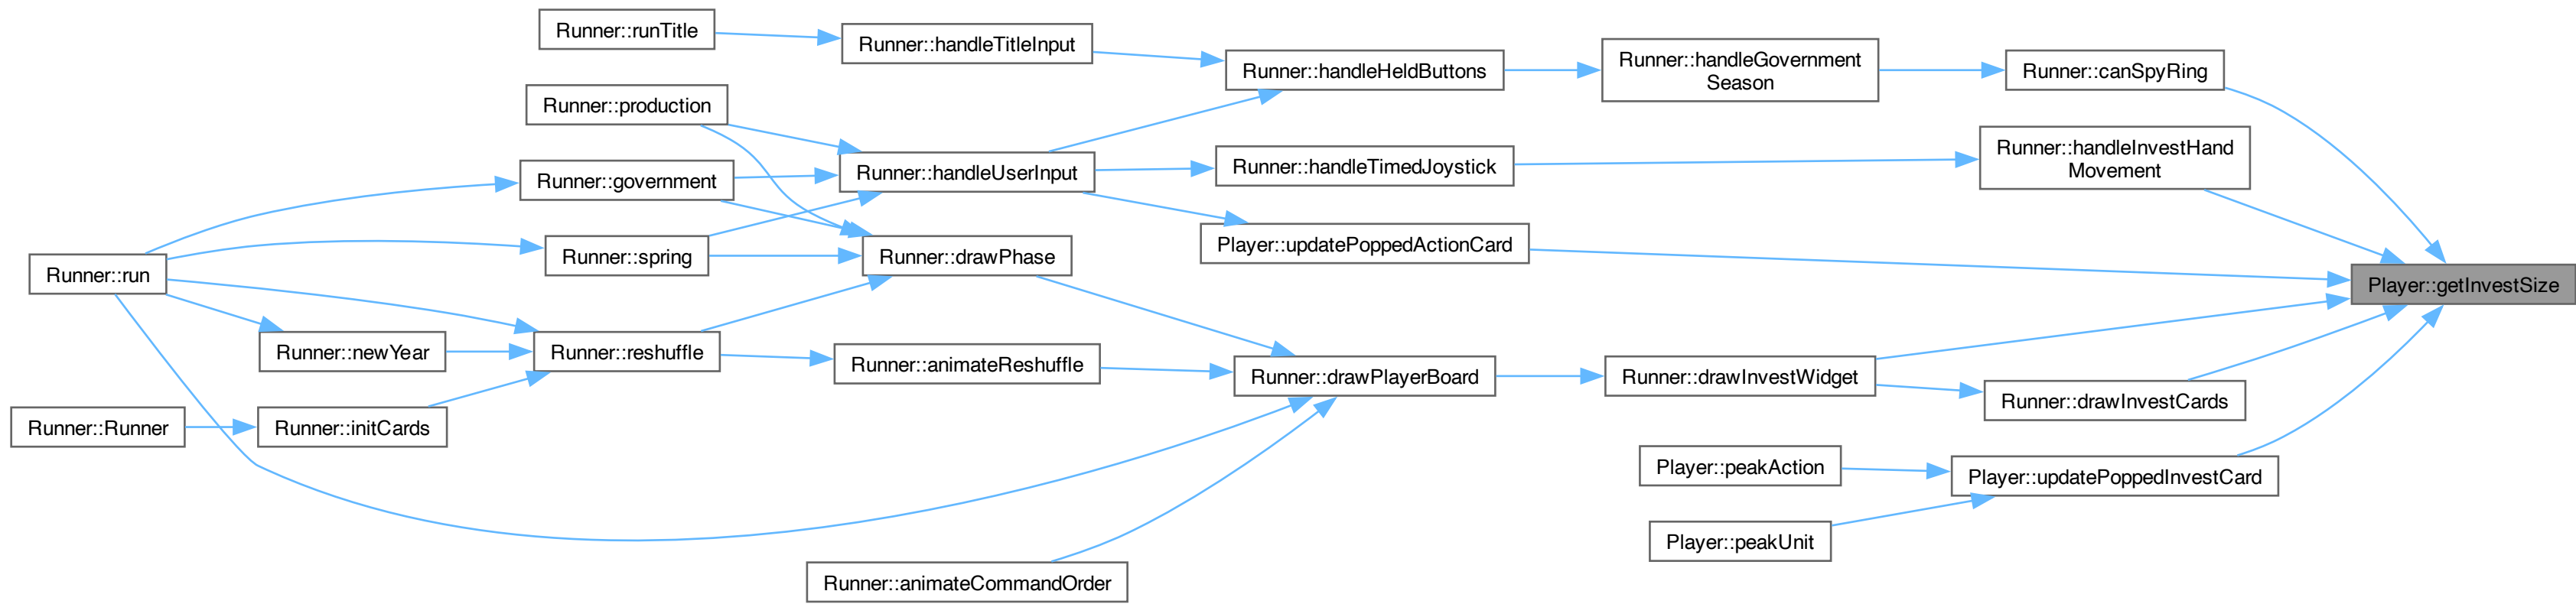 Runner::runTitle
Runner::handleTitleInput
Runner::handleHeldButtons
Runner::handleGovernment
Season
Runner::canSpyRing
Runner::production
Runner::government
Runner::handleUserInput
Runner::handleTimedJoystick
Runner::handleInvestHand
Movement
Runner::spring
Runner::drawPhase
Player::updatePoppedActionCard
Runner::run
Player::getInvestSize
Runner::newYear
Runner::reshuffle
Runner::animateReshuffle
Runner::drawPlayerBoard
Runner::drawInvestWidget
Runner::drawInvestCards
Runner::Runner
Runner::initCards
Player::peakAction
Player::updatePoppedInvestCard
Player::peakUnit
Runner::animateCommandOrder